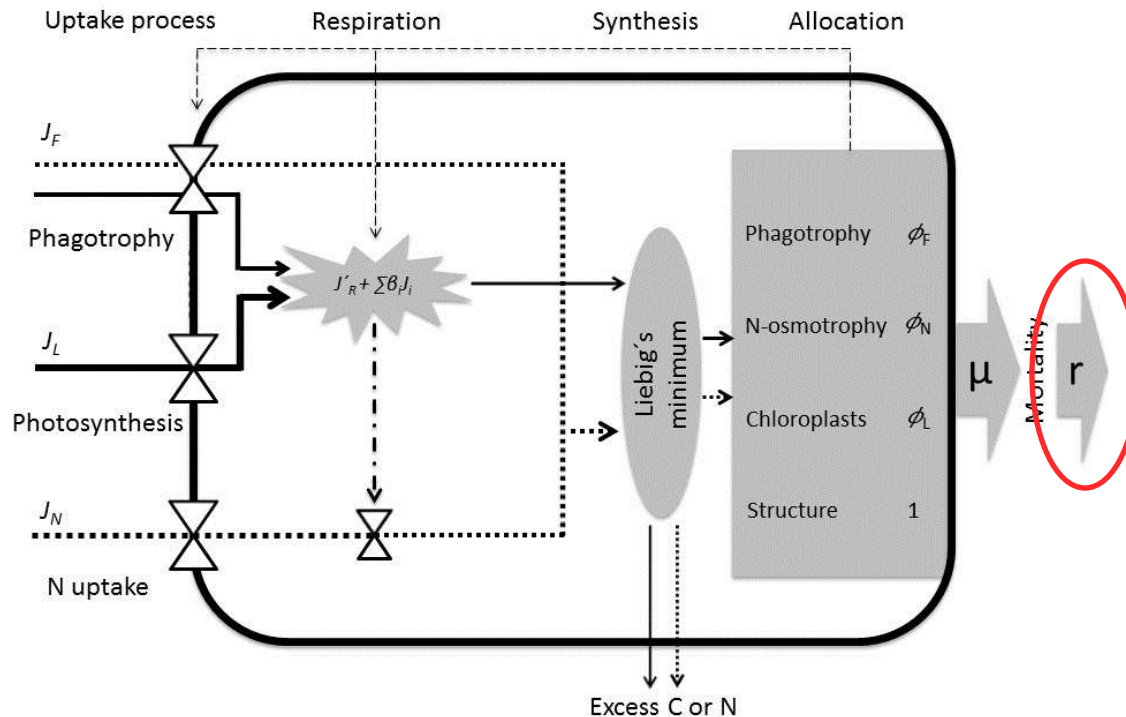 Uptake process
Respiration
Synthesis
Allocation
J_F
Phagotrophy
J_L
Photosynthesis
J_N
N uptake
J´_R + ∑β_iJ_i
Liebig´s
minimum
Phagotrophy ϕ_F
N-osmotrophy ϕ_N
Chloroplasts ϕ_L
Structure 1
μ
Mortality
r
Excess C or N